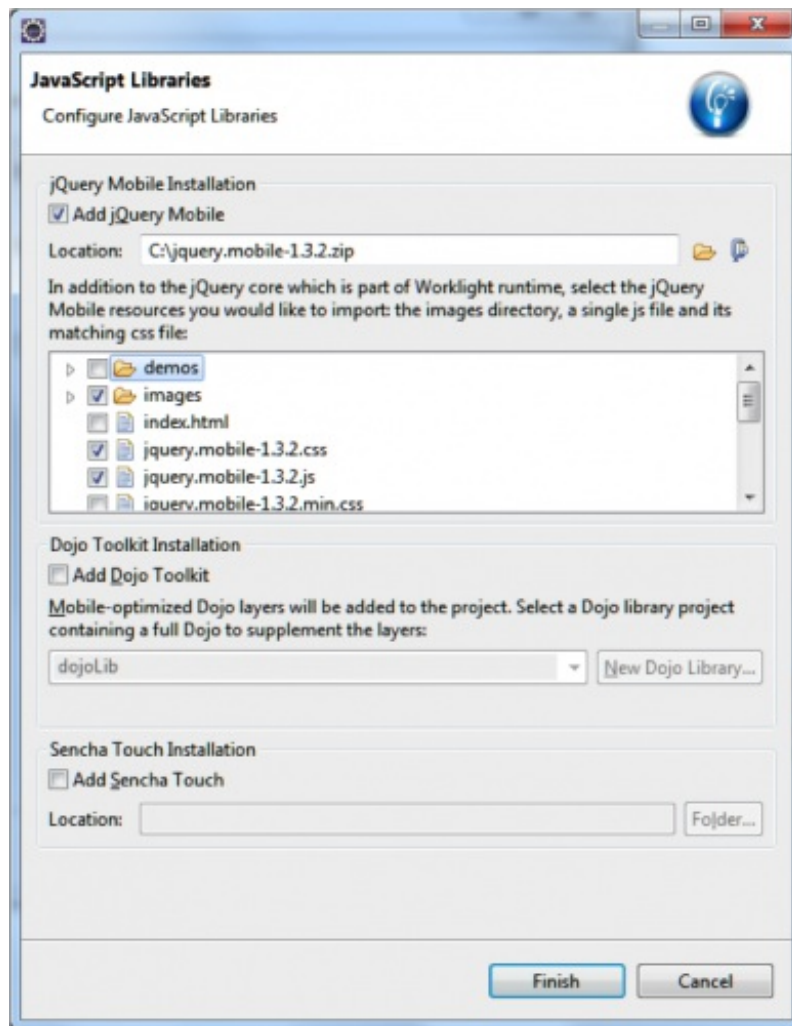 JavaScript Libraries
Configure JavaScript Libraries
jQuery Mobile Installation
Add jQuery Mobile
Location: C:\jquery.mobile-1.3.2.zip
In addition to the jQuery core which is part of Worklight runtime, select the jQuery
Mobile resources you would like to import: the images directory, a single js file and its
matching css file:
demos
images
index.html
jquery.mobile-1.3.2.css
jquery.mobile-1.3.2.js
jquery.mobile-1.3.2.min.css
Dojo Toolkit Installation
Add Dojo Toolkit
Mobile-optimized Dojo layers will be added to the project. Select a Dojo library project
containing a full Dojo to supplement the layers:
dojoLib New Dojo Library...
Sencha Touch Installation
Add Sencha Touch
Location: Folder...
Finish Cancel